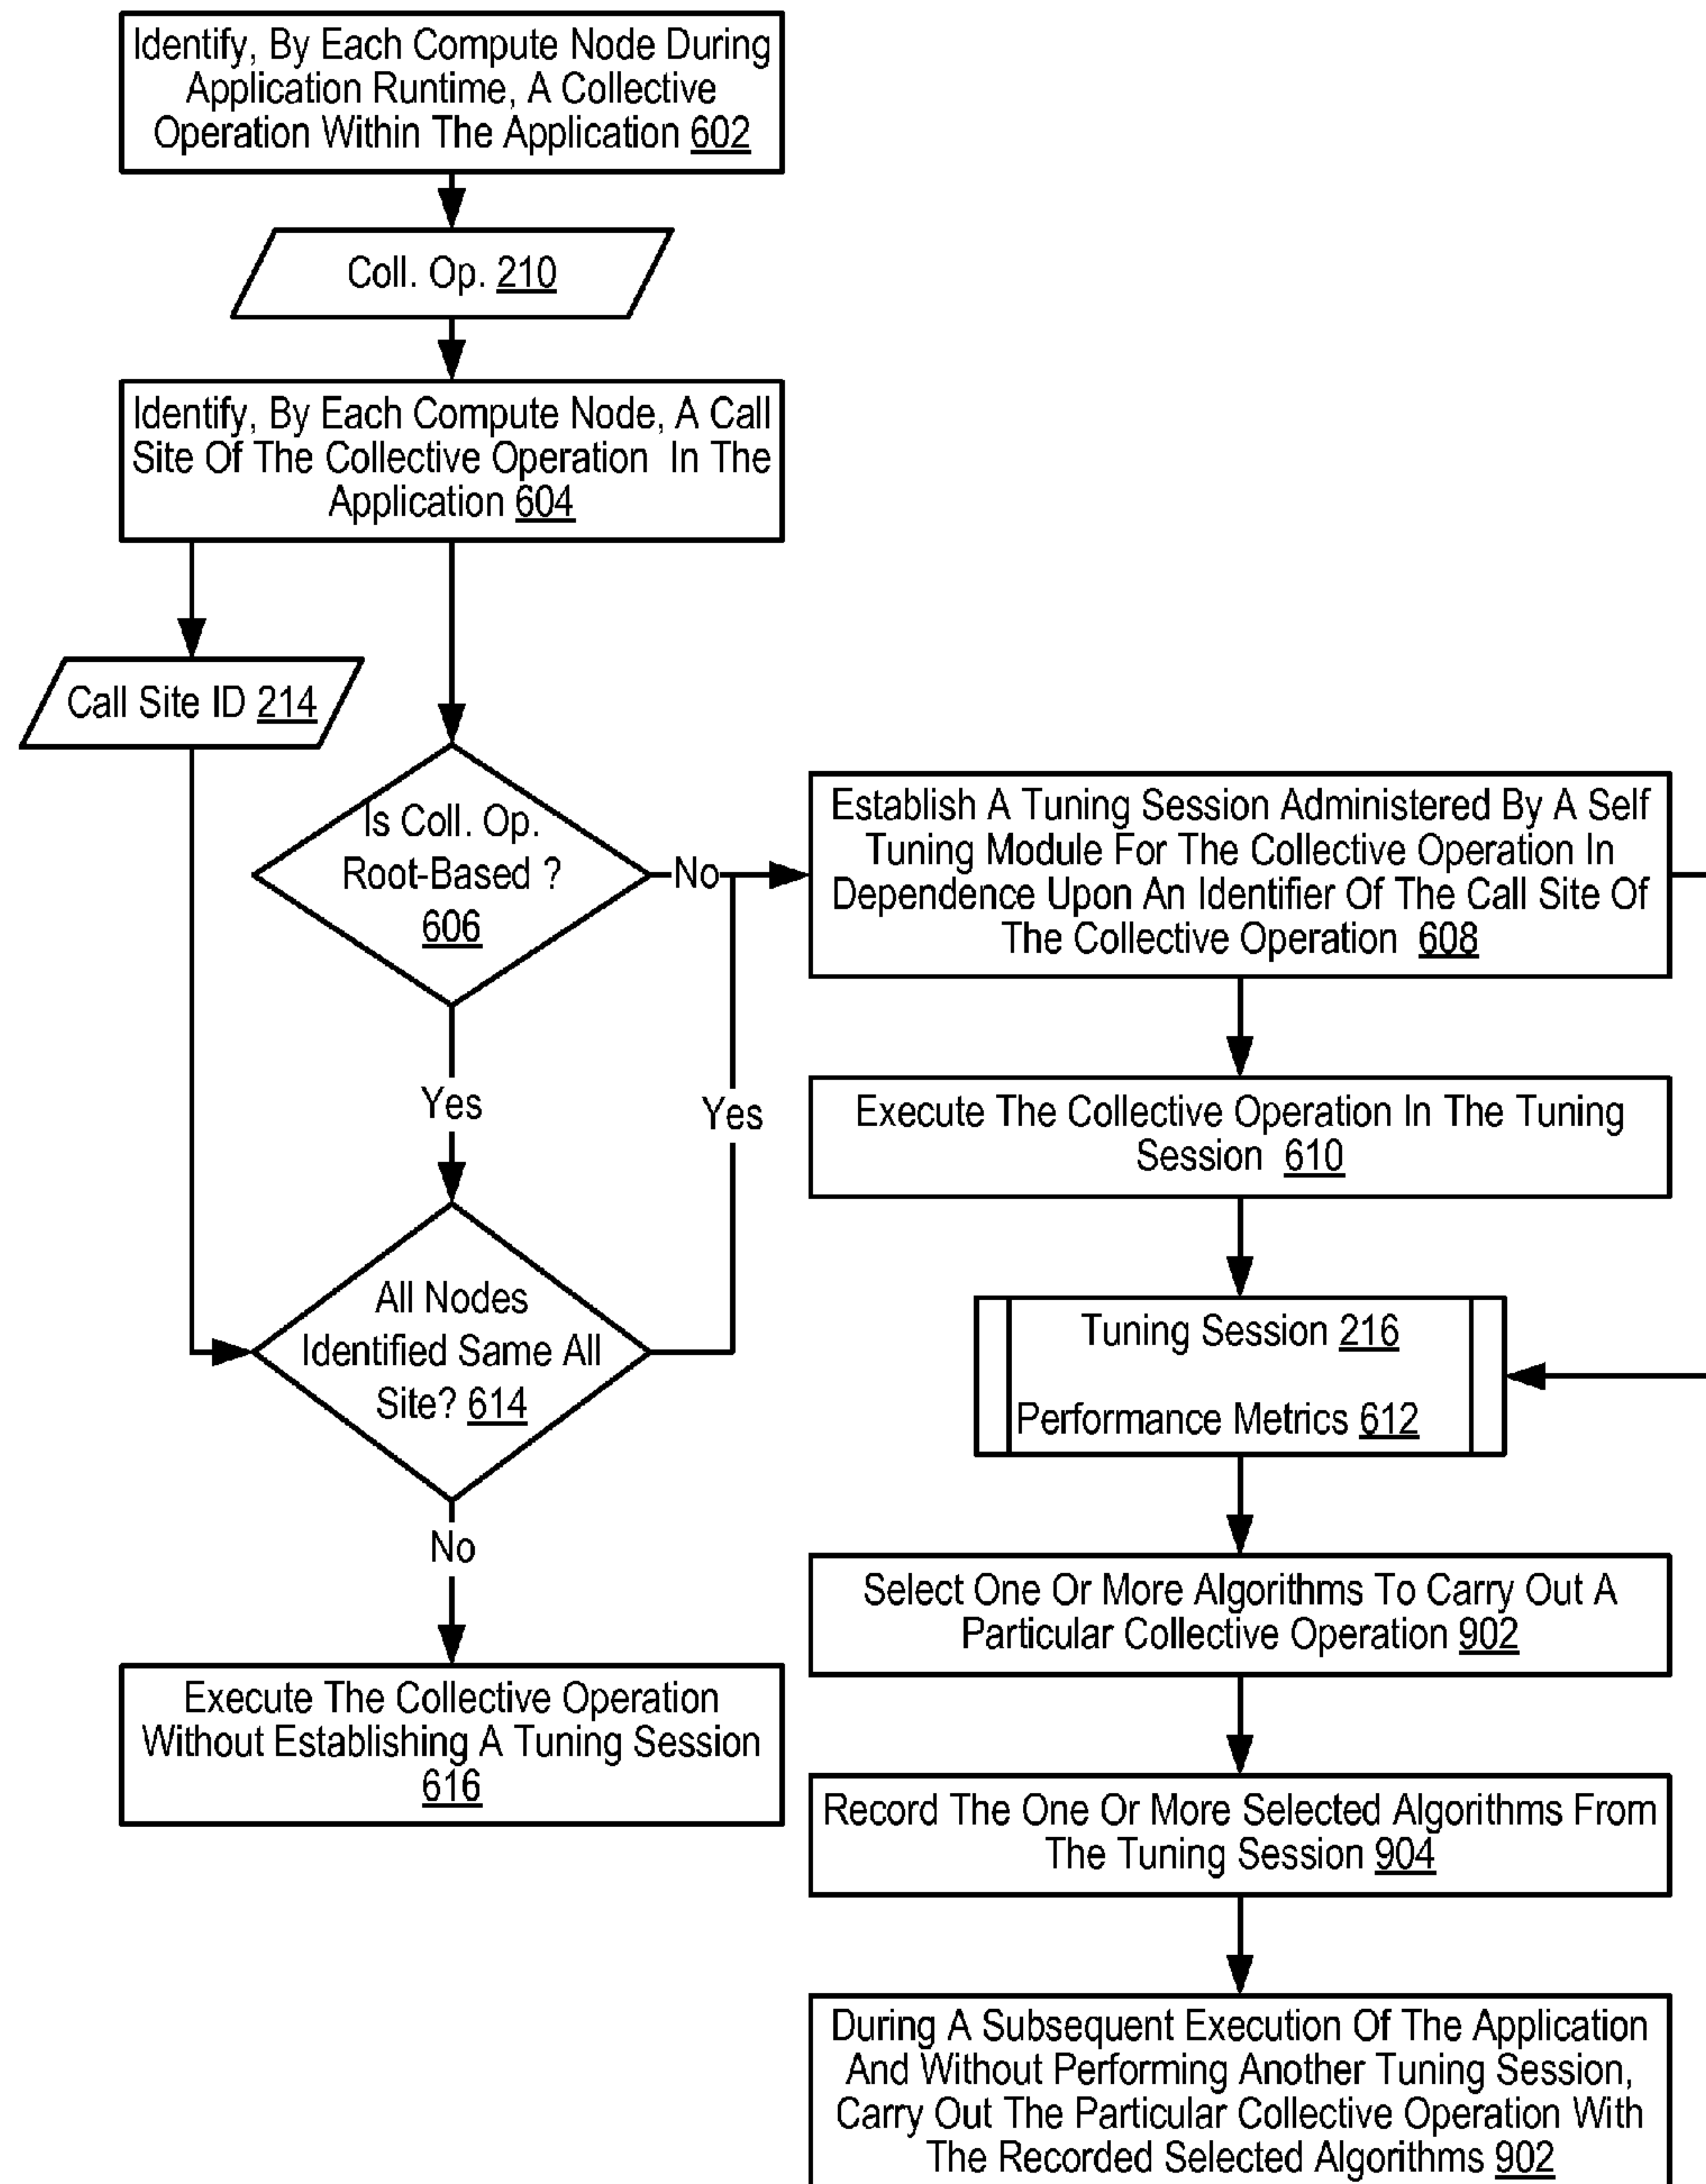 Identify, By Each Compute Node During
Application Runtime, A Collective
Operation Within The Application 602
Coll. Op. 210
Identify, By Each Compute Node, A Call
Site Of The Collective Operation In The
Application 604
Call Site ID 214
Is Coll. Op.
Root-Based ?
606
No
Yes
Yes
All Nodes
Identified Same All
Site? 614
No
Execute The Collective Operation
Without Establishing A Tuning Session
616
Establish A Tuning Session Administered By A Self
Tuning Module For The Collective Operation In
Dependence Upon An Identifier Of The Call Site Of
The Collective Operation 608
Execute The Collective Operation In The Tuning
Session 610
Tuning Session 216
Performance Metrics 612
Select One Or More Algorithms To Carry Out A
Particular Collective Operation 902
Record The One Or More Selected Algorithms From
The Tuning Session 904
During A Subsequent Execution Of The Application
And Without Performing Another Tuning Session,
Carry Out The Particular Collective Operation With
The Recorded Selected Algorithms 902